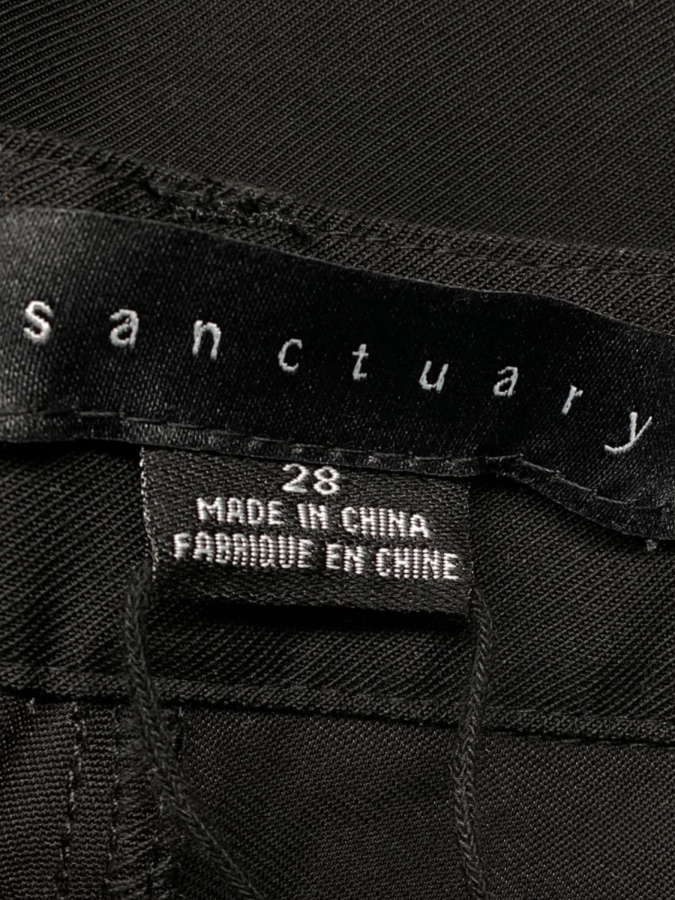 sanctuary
28
MADE IN CHINA
FABRIQUE EN CHINE